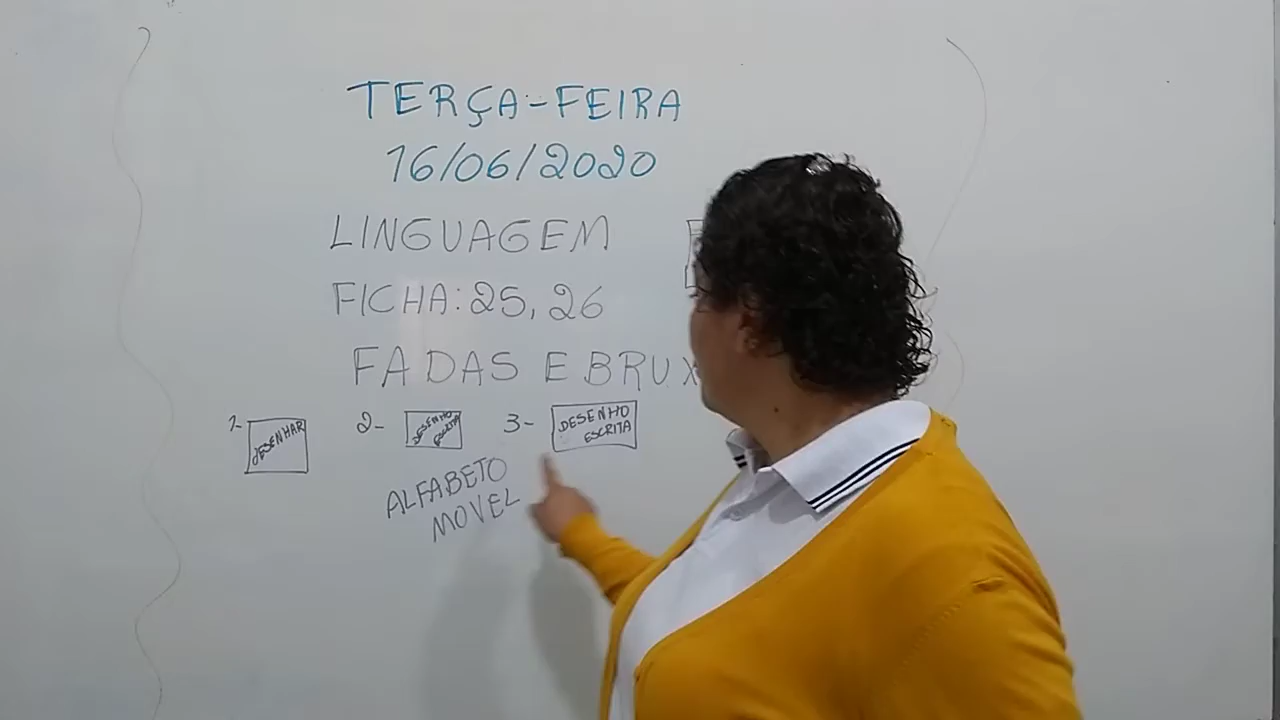 TERÇA-FEIRA
16/06/2020
LINGUAGEM
FICHA: 25, 26
FADAS E BRUX
1- DESENHAR
2- DESENHO ESCRITA
3- DESENHO ESCRITA
ALFABETO
MOVEL